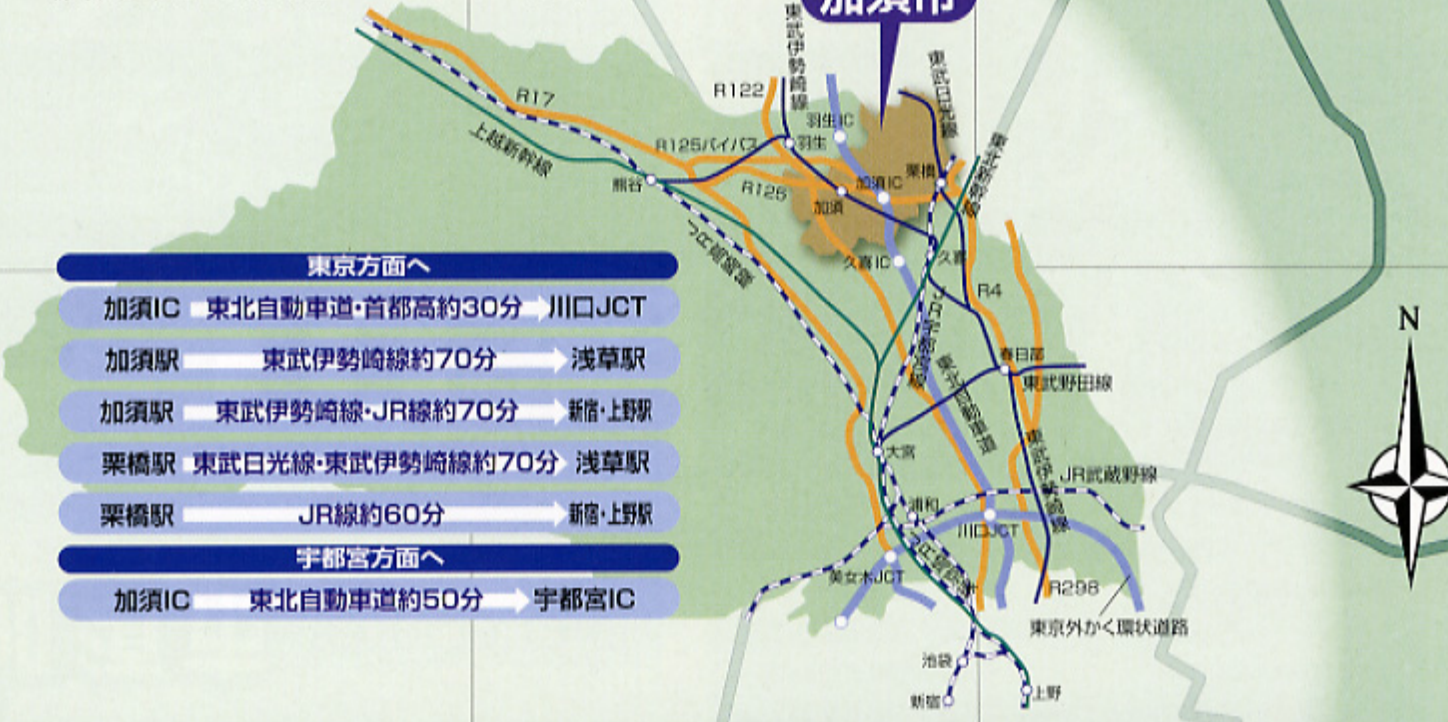 加須市
東武伊勢崎線
東武日光線
R122
羽生IC
R17
羽生
R125バイパス
上越新幹線
栗橋
東北新幹線
熊谷
R125
加須IC
加須
JR高崎線
久喜IC
久喜
東京方面へ
加須IC 東北自動車道・首都高約30分 川口JCT
加須駅 東武伊勢崎線約70分 浅草駅
加須駅 東武伊勢崎線・JR線約70分 新宿・上野駅
栗橋駅 東武日光線・東武伊勢崎線約70分 浅草駅
栗橋駅 JR線約60分 新宿・上野駅
宇都宮方面へ
加須IC 東北自動車道約50分 宇都宮IC
R4
N
春日部
東武野田線
東北自動車道
東武伊勢崎線
大宮
JR武蔵野線
浦和
川口JCT
美女木JCT
R298
東京外かく環状道路
池袋
新宿
上野